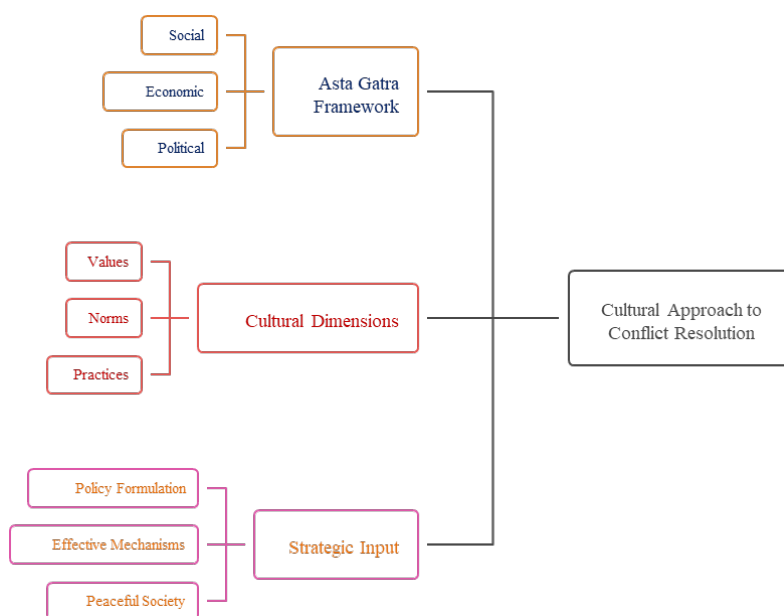 Social
Economic
Political
Asta Gatra
Framework
Values
Norms
Practices
Cultural Dimensions
Cultural Approach to
Conflict Resolution
Policy Formulation
Effective Mechanisms
Peaceful Society
Strategic Input